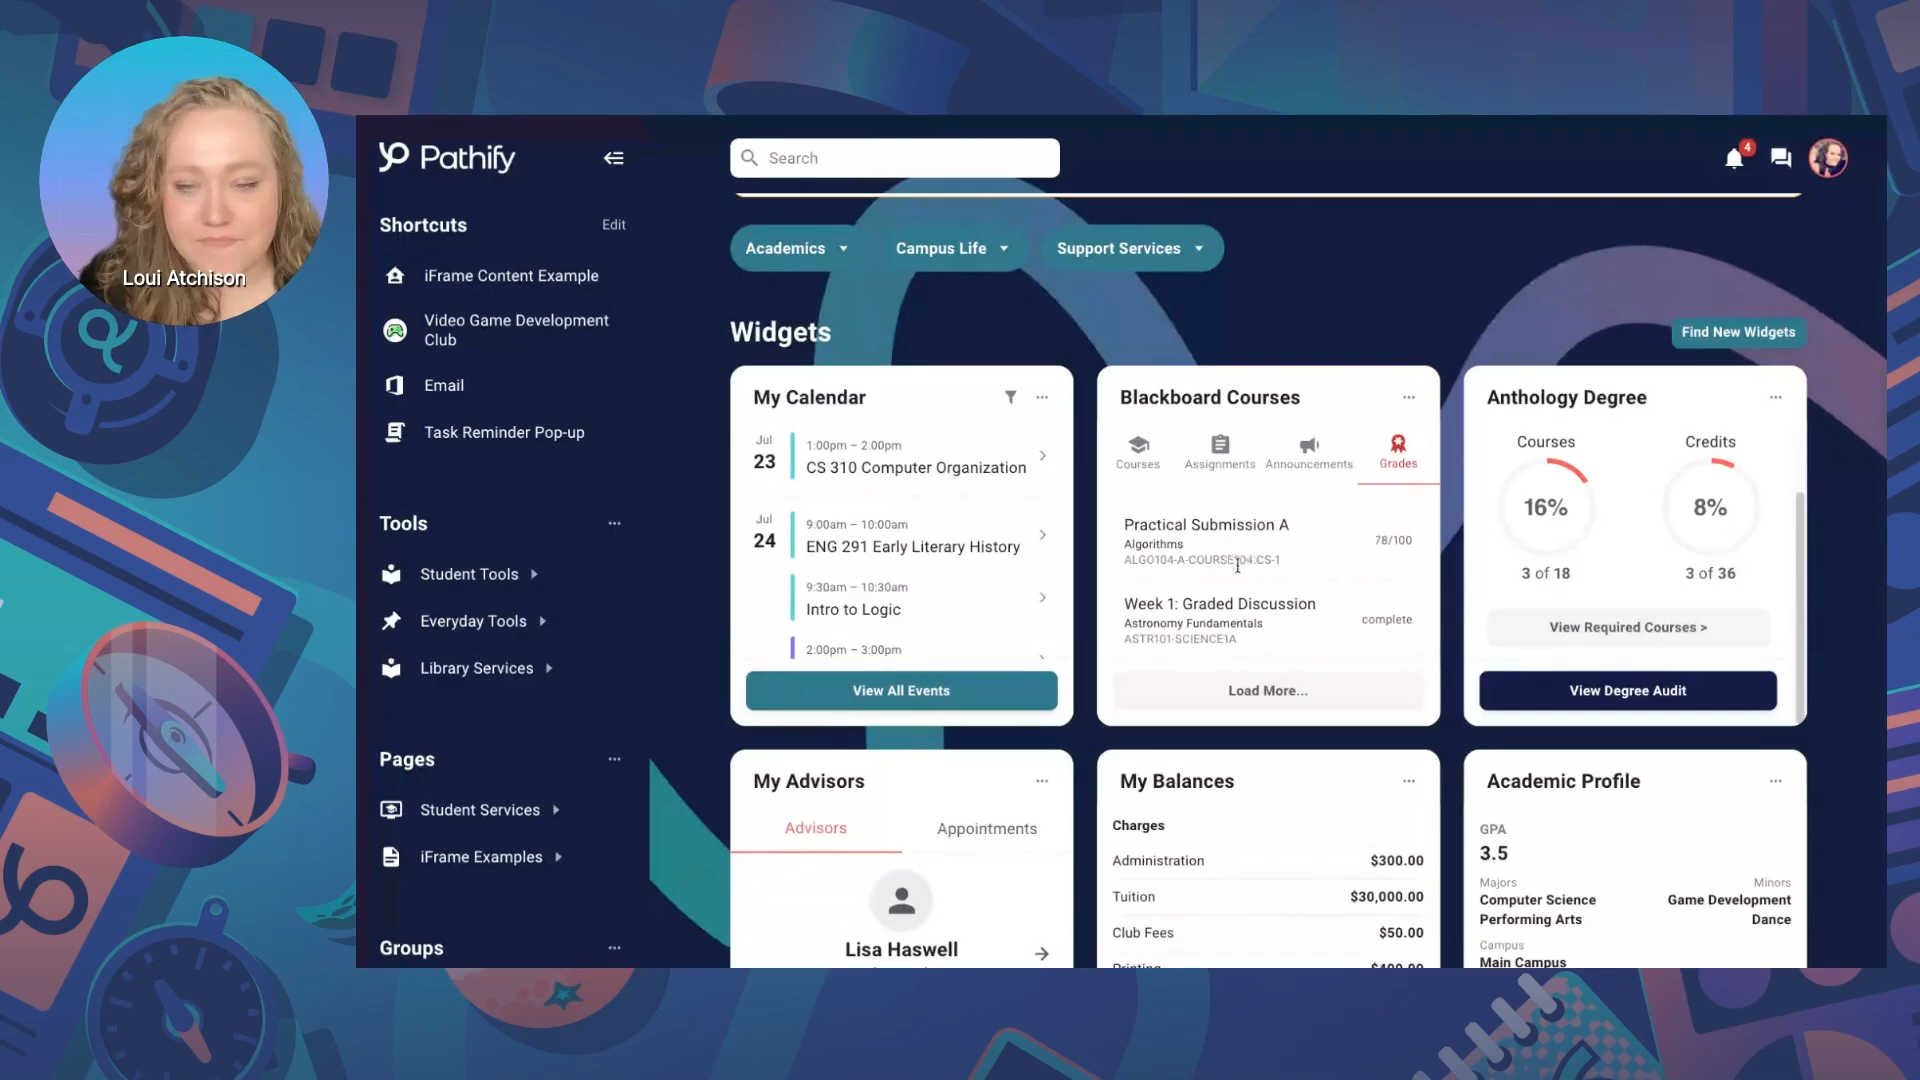 Loui Atchison
Pathify
Search
4
Shortcuts
Edit
iFrame Content Example
Video Game Development
Club
Email
Task Reminder Pop-up
Tools
Student Tools
Everyday Tools
Library Services
Pages
Student Services
iFrame Examples
Groups
Academics
Campus Life
Support Services
Widgets
Find New Widgets
My Calendar
Jul
23
1:00pm – 2:00pm
CS 310 Computer Organization
Jul
24
9:00am – 10:00am
ENG 291 Early Literary History
9:30am – 10:30am
Intro to Logic
2:00pm – 3:00pm
View All Events
Blackboard Courses
Courses
Assignments
Announcements
Grades
Practical Submission A
Algorithms
78/100
Week 1: Graded Discussion
Astronomy Fundamentals
ASTR101-SCIENCE1A
complete
Load More...
Anthology Degree
Courses
Credits
16%
8%
3 of 18
3 of 36
View Required Courses >
View Degree Audit
My Advisors
Advisors
Appointments
Lisa Haswell
My Balances
Charges
Administration
$300.00
Tuition
$30,000.00
Club Fees
$50.00
Academic Profile
GPA
3.5
Majors
Minors
Computer Science
Game Development
Performing Arts
Dance
Campus
Main Campus